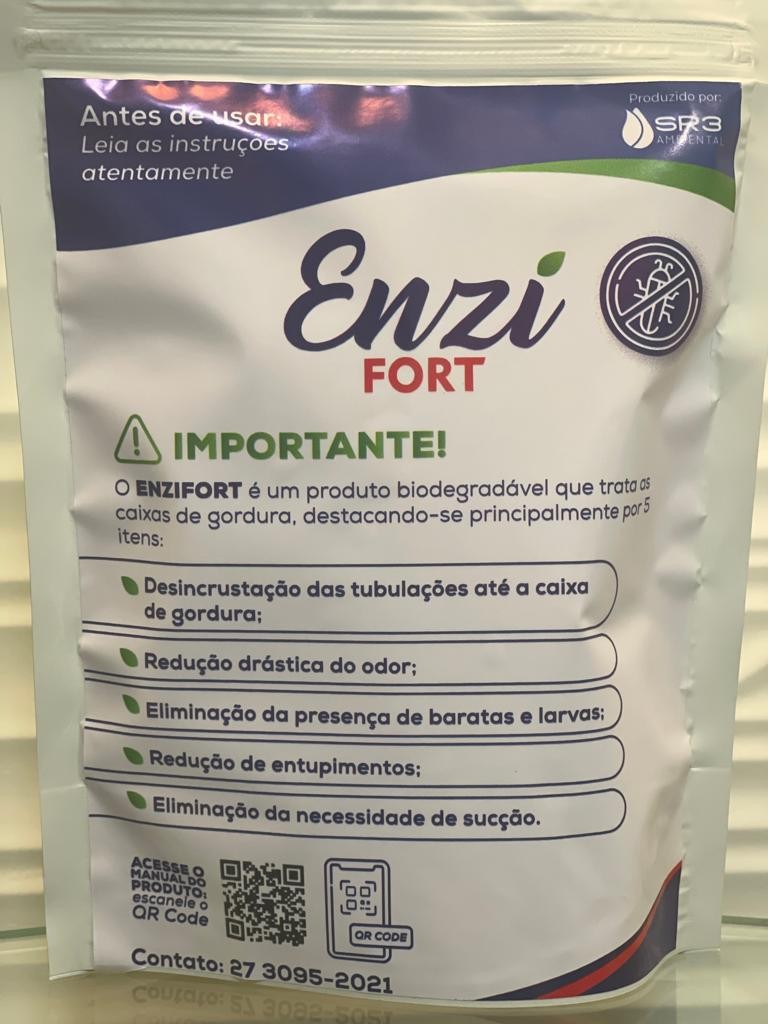 Antes de usar:
Leia as instruções
atentamente
Produzido por:
SR3
AMBIENTAL
Enzi
FORT
IMPORTANTE!
O ENZIFORT é um produto biodegradável que trata as
caixas de gordura, destacando-se principalmente por 5
itens:
Desincrustação das tubulações até a caixa
de gordura;
Redução drástica do odor;
Eliminação da presença de baratas e larvas;
Redução de entupimentos;
Eliminação da necessidade de sucção.
ACESSE O
MANUAL DO
PRODUTO:
escaneie o
QR Code
QR CODE
Contato: 27 3095-2021